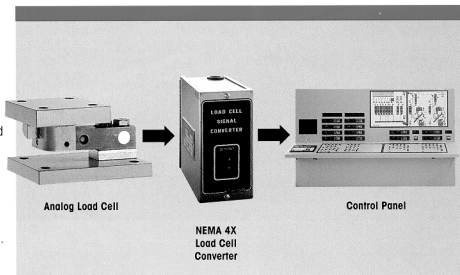 LOAD CELL
SIGNAL
CONVERTER
Analog Load Cell
NEMA 4X
Load Cell
Converter
Control Panel